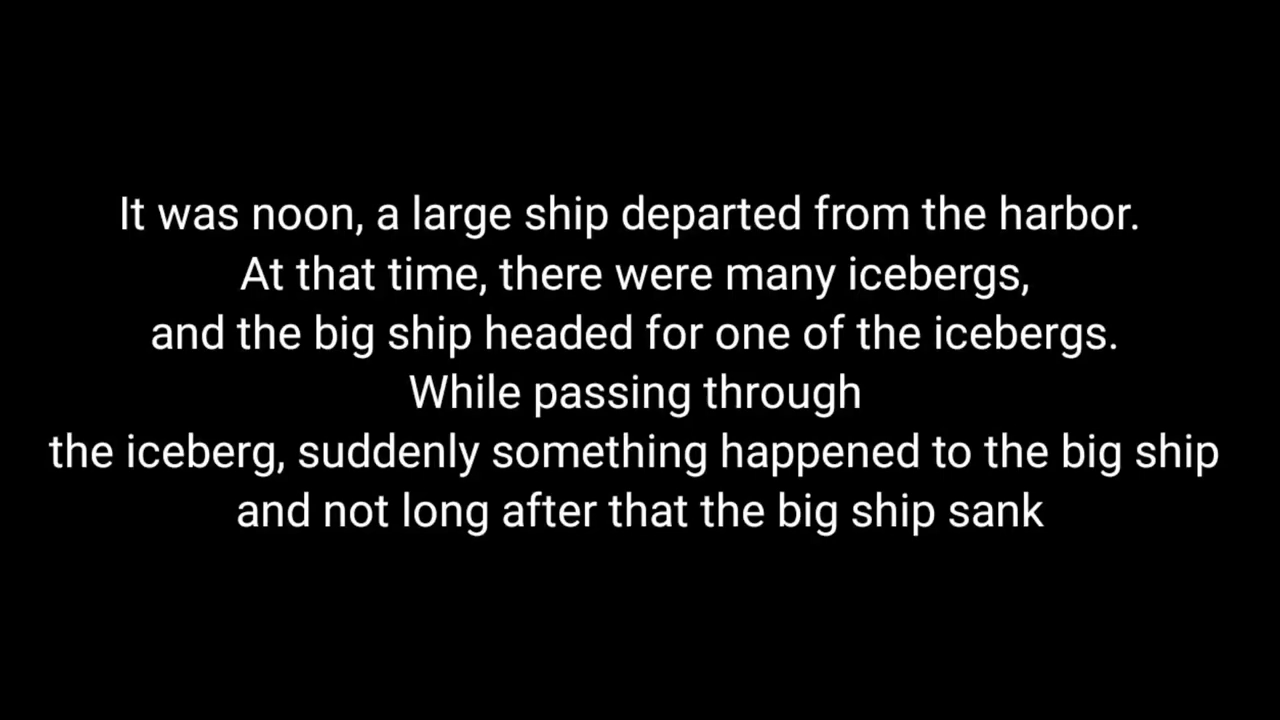 It was noon, a large ship departed from the harbor.
At that time, there were many icebergs,
and the big ship headed for one of the icebergs.
While passing through
the iceberg, suddenly something happened to the big ship
and not long after that the big ship sank